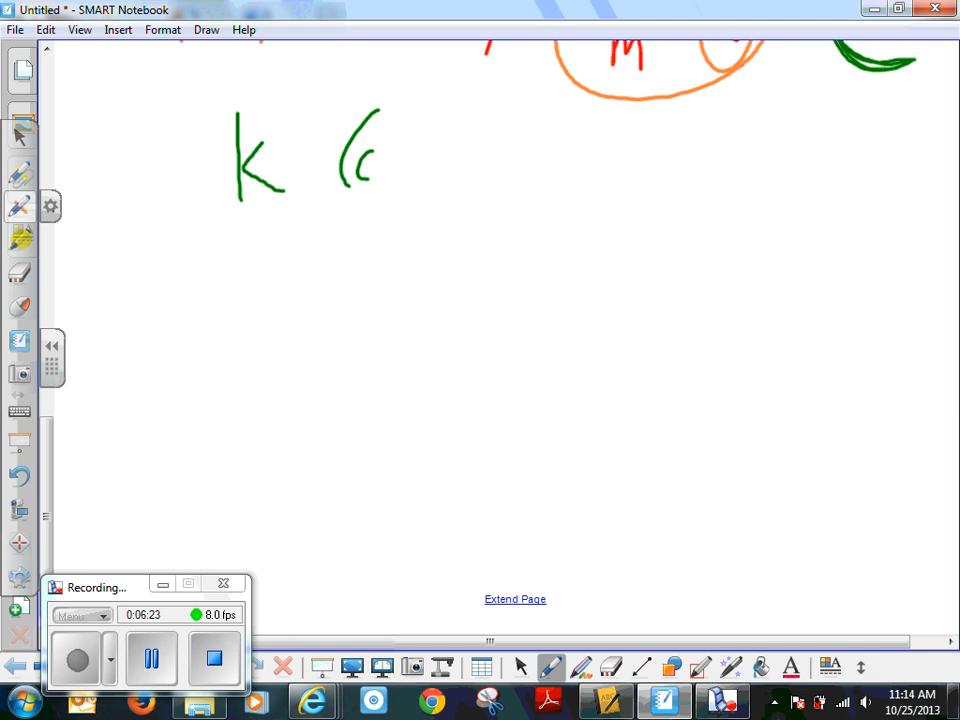 Untitled * - SMART Notebook
File Edit View Insert Format Draw Help
M
K (c
Extend Page
Recording...
Menu 0:06:23 8.0 fps
11:14 AM
10/25/2013